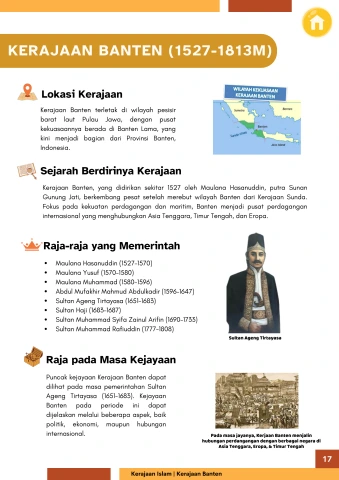 KERAJAAN BANTEN (1527-1813M)
Lokasi Kerajaan
Kerajaan Banten terletak di wilayah pesisir
barat laut Pulau Jawa, dengan pusat
kekuasaannya berada di Banten Lama, yang
kini menjadi bagian dari Provinsi Banten,
Indonesia.
WILAYAH KEKUASAAN
KERAJAAN BANTEN
Banten
Sejarah Berdirinya Kerajaan
Kerajaan Banten, yang didirikan sekitar 1527 oleh Maulana Hasanuddin, putra Sunan
Gunung Jati, berkembang pesat setelah merebut wilayah Banten dari Kerajaan Sunda.
Fokus pada kekuatan perdagangan dan maritim, Banten menjadi pusat perdagangan
internasional yang menghubungkan Asia Tenggara, Timur Tengah, dan Eropa.
Raja-raja yang Memerintah
• Maulana Hasanuddin (1527-1570)
• Maulana Yusuf (1570-1580)
• Maulana Muhammad (1580-1596)
• Abdul Mufakhir Mahmud Abdulkadir (1596-1647)
• Sultan Ageng Tirtayasa (1651-1683)
• Sultan Haji (1683-1687)
• Sultan Muhammad Syifa Zainul Arifin (1690-1733)
• Sultan Muhammad Rafiuddin (1777-1808)
Sultan Ageng Tirtayasa
Raja pada Masa Kejayaan
Puncak kejayaan Kerajaan Banten dapat
dilihat pada masa pemerintahan Sultan
Ageng Tirtayasa (1651-1683). Kejayaan
Banten pada periode ini dapat
dijelaskan melalui beberapa aspek, baik
politik, ekonomi, maupun hubungan
internasional.
Pada masa jayanya, Kerjaan Banten menjalin
hubungan perdangangan dengan berbagai negara di
Asia Tenggara, Eropa, & Timur Tengah
17
Kerajaan Islam | Kerajaan Banten